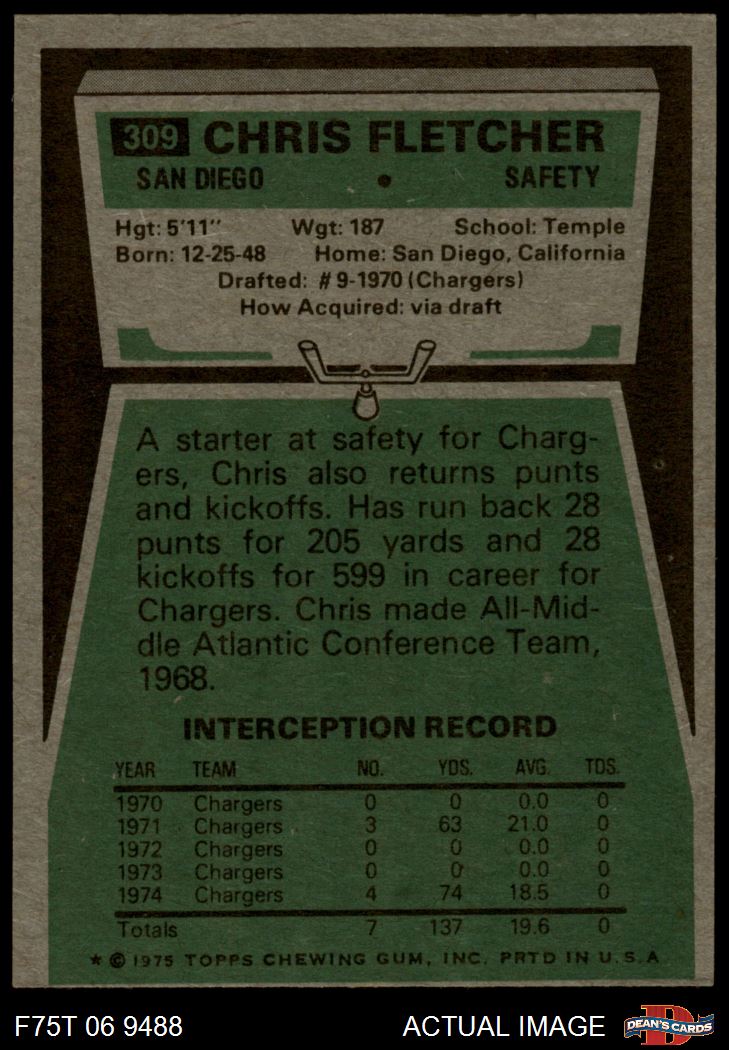 309 CHRIS FLETCHER
SAN DIEGO • SAFETY
Hgt: 5'11" Wgt: 187 School: Temple
Born: 12-25-48 Home: San Diego, California
Drafted: #9-1970 (Chargers)
How Acquired: via draft
A starter at safety for Charg-
ers, Chris also returns punts
and kickoffs. Has run back 28
punts for 205 yards and 28
kickoffs for 599 in career for
Chargers. Chris made All-Mid-
dle Atlantic Conference Team,
1968.
INTERCEPTION RECORD
YEAR TEAM NO. YDS. AVG. TDS.
1970 Chargers 0 0 0.0 0
1971 Chargers 3 63 21.0 0
1972 Chargers 0 0 0.0 0
1973 Chargers 0 0 0.0 0
1974 Chargers 4 74 18.5 0
Totals 7 137 19.6 0
* © 1975 TOPPS CHEWING GUM, INC. PRTD IN U.S.A
F75T 06 9488 ACTUAL IMAGE DEAN'S CARDS